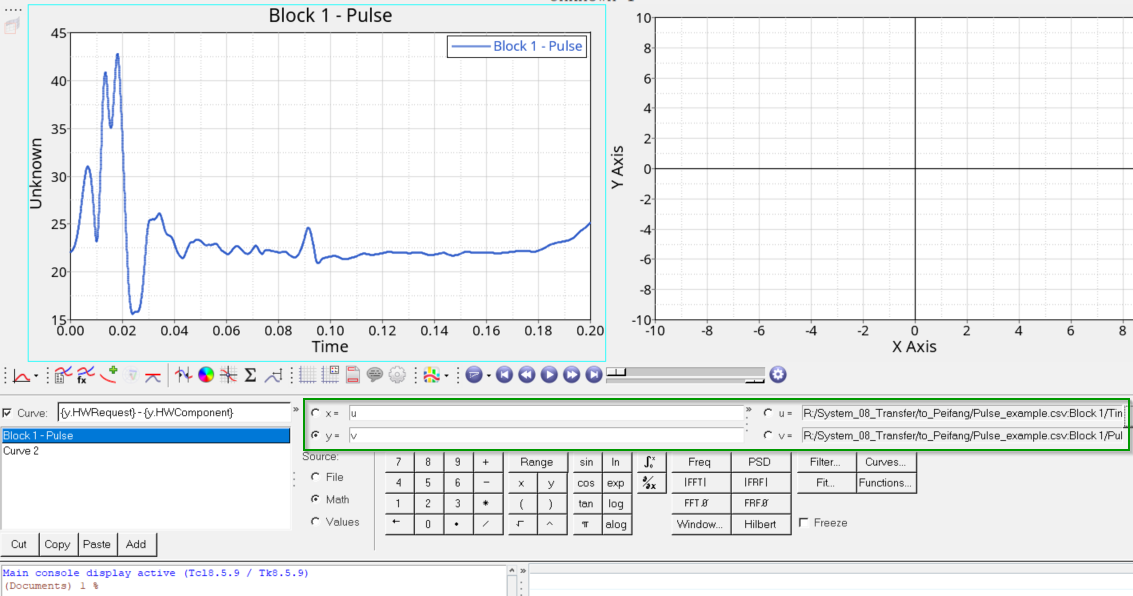 Block 1 - Pulse
Block 1 - Pulse
45
40
35
30
25
20
15
Unknown
0.00 0.02 0.04 0.06 0.08 0.10 0.12 0.14 0.16 0.18 0.20
Time
10
8
6
4
2
0
-2
-4
-6
-8
-10
Y Axis
-10 -8 -6 -4 -2 0 2 4 6 8
X Axis
Curve: {y.HWRequest} - {y.HWComponent}
Block 1 - Pulse
Curve 2
Cut Copy Paste Add
x = u
y = v
u = R:/System_08_Transfer/to_Peifang/Pulse_example.csv:Block 1/Tin
v = R:/System_08_Transfer/to_Peifang/Pulse_example.csv:Block 1/Pul
Source:
File
Math
Values
7 8 9 + Range sin ln Freq PSD Filter... Curves...
4 5 6 - x y cos exp |FFT| |FRF| Fit... Functions...
1 2 3 * ( ) tan log FFT Ø FRF Ø
← 0 • / √ ^ π alog Window... Hilbert Freeze
Main console display active (Tcl8.5.9 / Tk8.5.9)
(Documents) 1 %